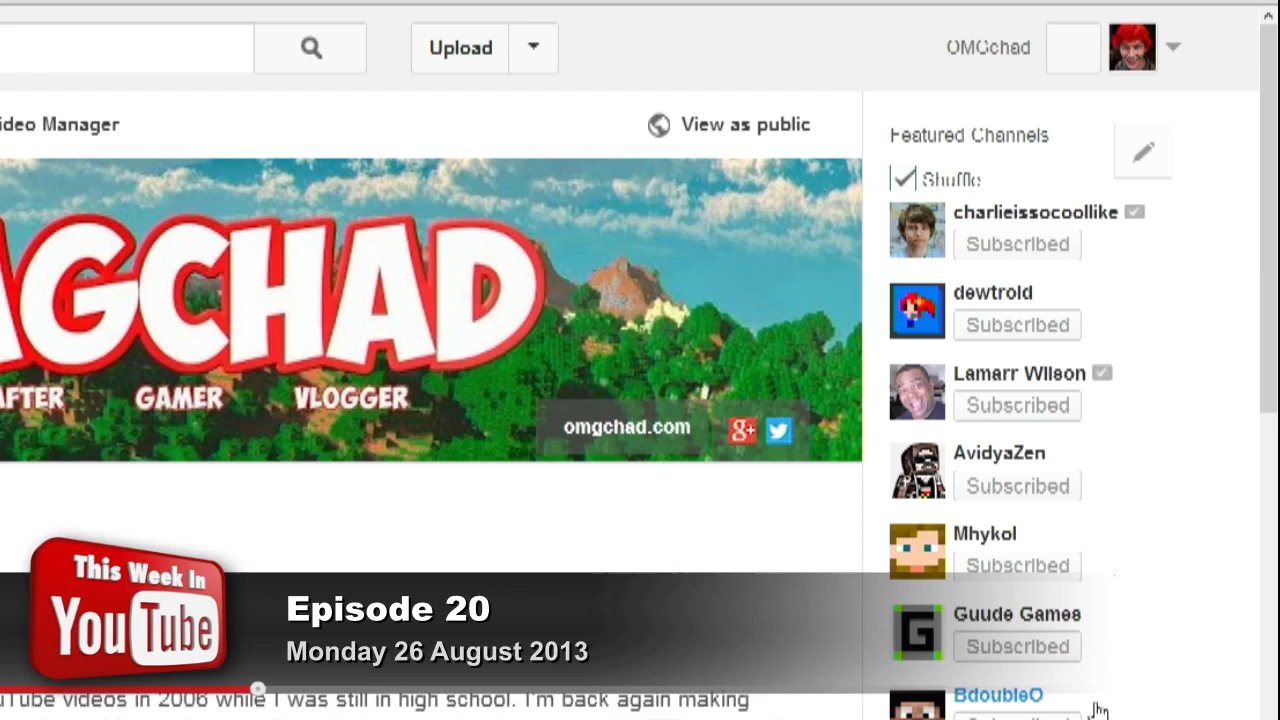 Upload
OMGchad
ideo Manager
View as public
AGCHAD
AFTER GAMER VLOGGER
omgchad.com
g+
Featured Channels
Shuffle
charlieissocoollike
Subscribed
dewtroid
Subscribed
Lamarr Wilson
Subscribed
AvidyaZen
Subscribed
Mhykol
Subscribed
Guude Games
Subscribed
BdoubleO
This Week In
YouTube
Episode 20
Monday 26 August 2013
uTube videos in 2006 while I was still in high school. I'm back again making